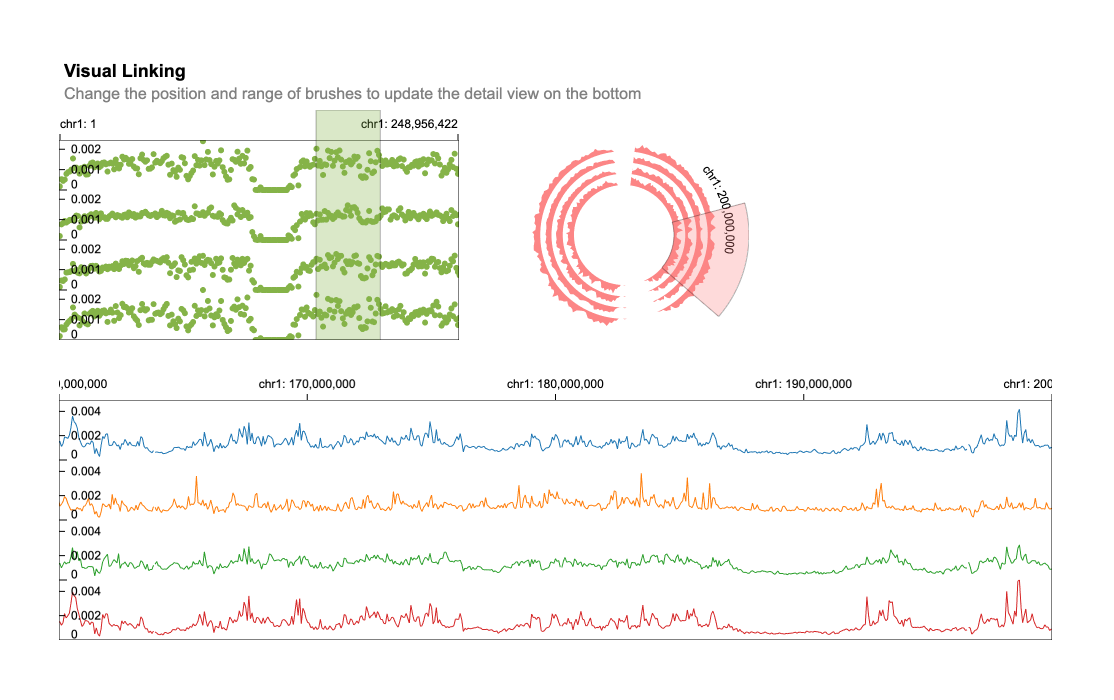 Visual Linking
Change the position and range of brushes to update the detail view on the bottom
chr1: 1
chr1: 248,956,422
0.002
0.001
0
0.002
0.001
0
0.002
0.001
0
0.002
0.001
0
chr1: 200,000,000
,000,000
chr1: 170,000,000
chr1: 180,000,000
chr1: 190,000,000
chr1: 200
0.004
0.002
0
0.004
0.002
0
0.004
0.002
0
0.004
0.002
0